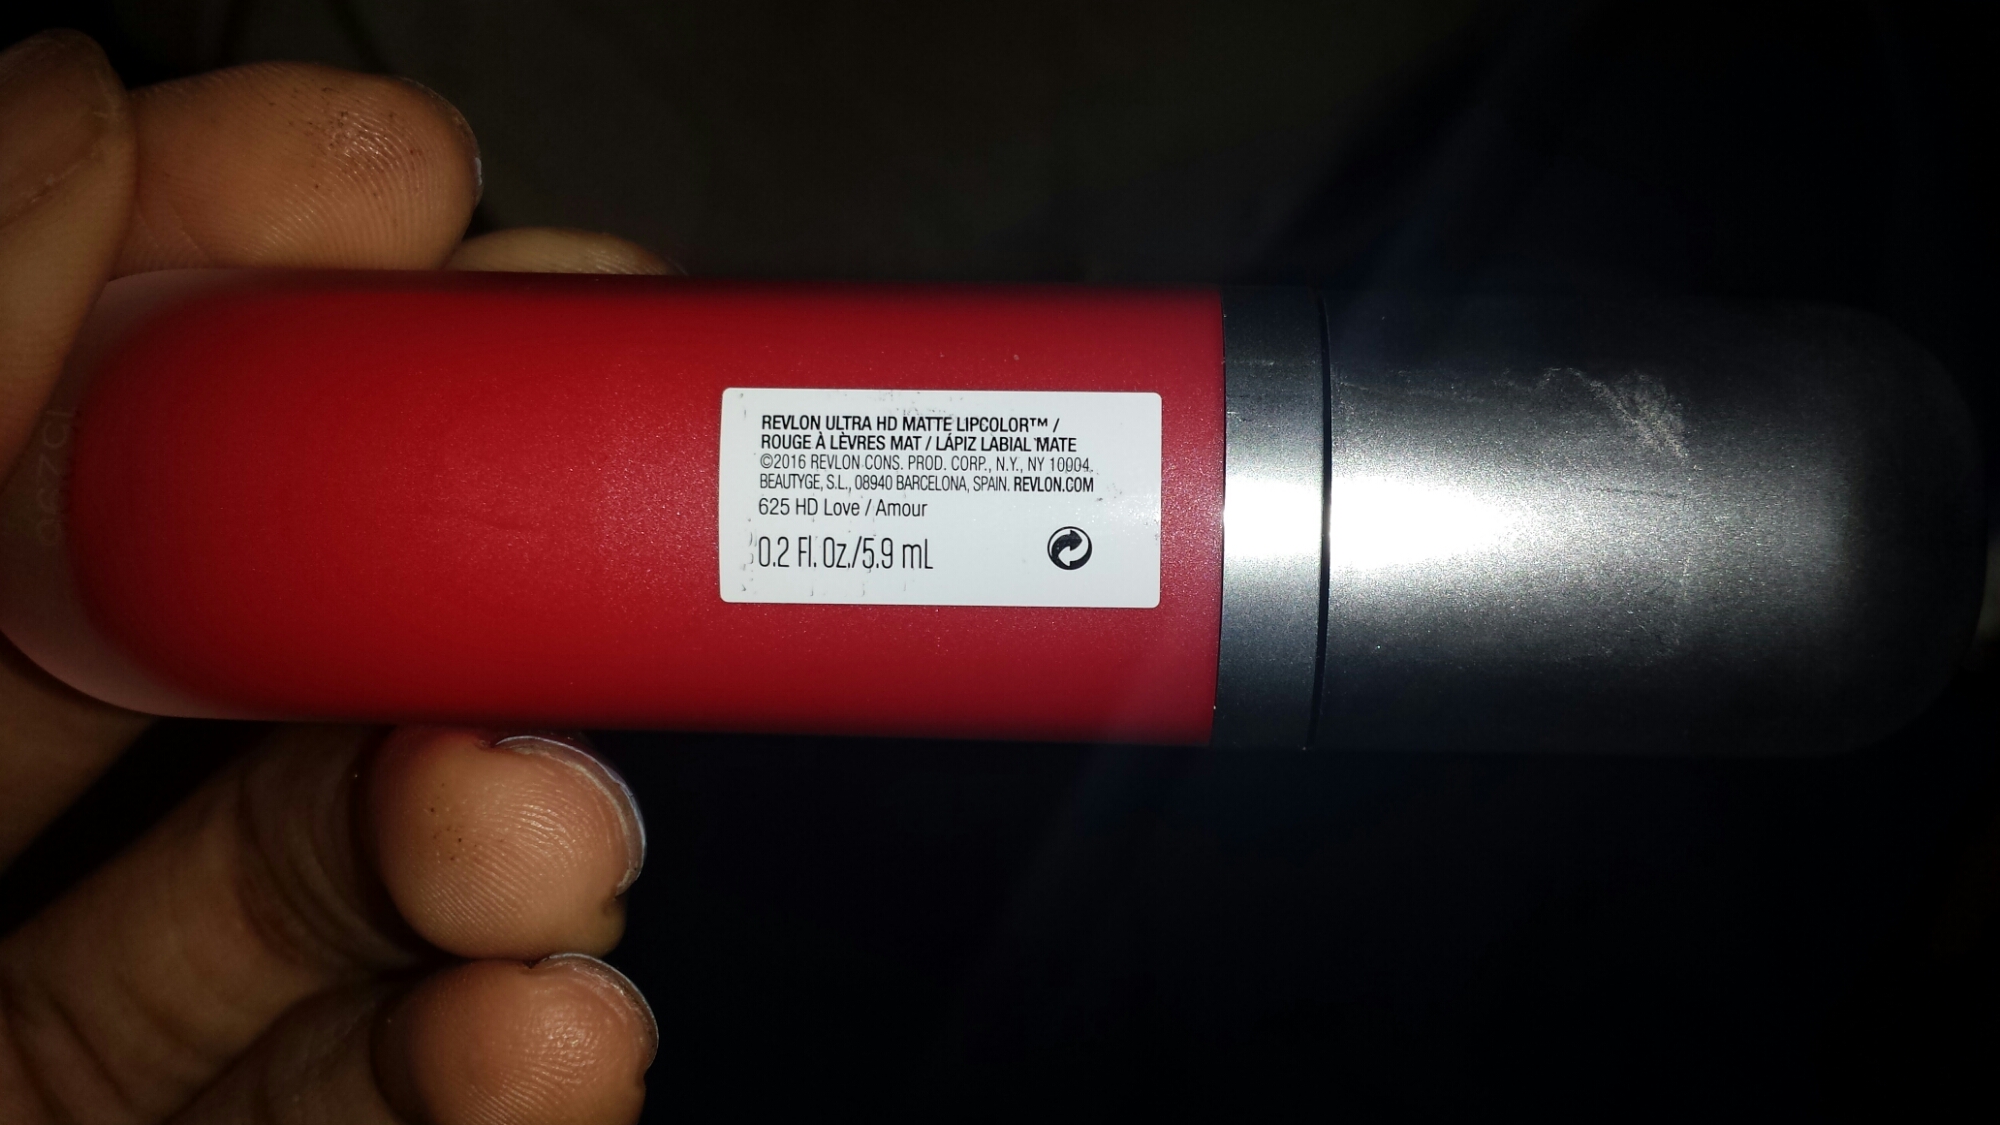 REVLON ULTRA HD MATTE LIPCOLOR™ /
ROUGE À LÈVRES MAT / LÁPIZ LABIAL MATE
©2016 REVLON CONS. PROD. CORP., N.Y., NY 10004.
BEAUTYGE, S.L., 08940 BARCELONA, SPAIN. REVLON.COM
625 HD Love / Amour
0.2 Fl. Oz./5.9 mL